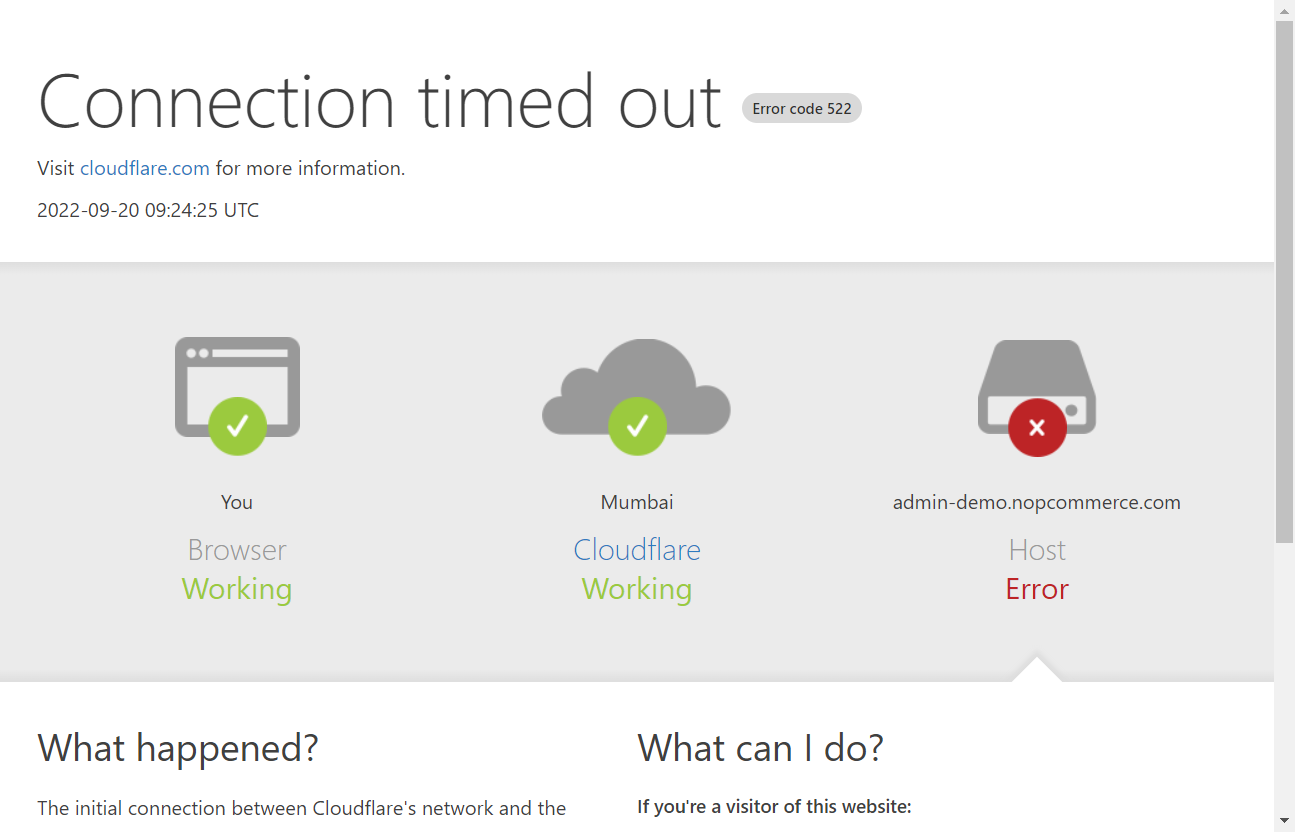 Connection timed out Error code 522
Visit cloudflare.com for more information.
2022-09-20 09:24:25 UTC
You
Browser
Working
Mumbai
Cloudflare
Working
admin-demo.nopcommerce.com
Host
Error
What happened?
The initial connection between Cloudflare's network and the
What can I do?
If you're a visitor of this website: